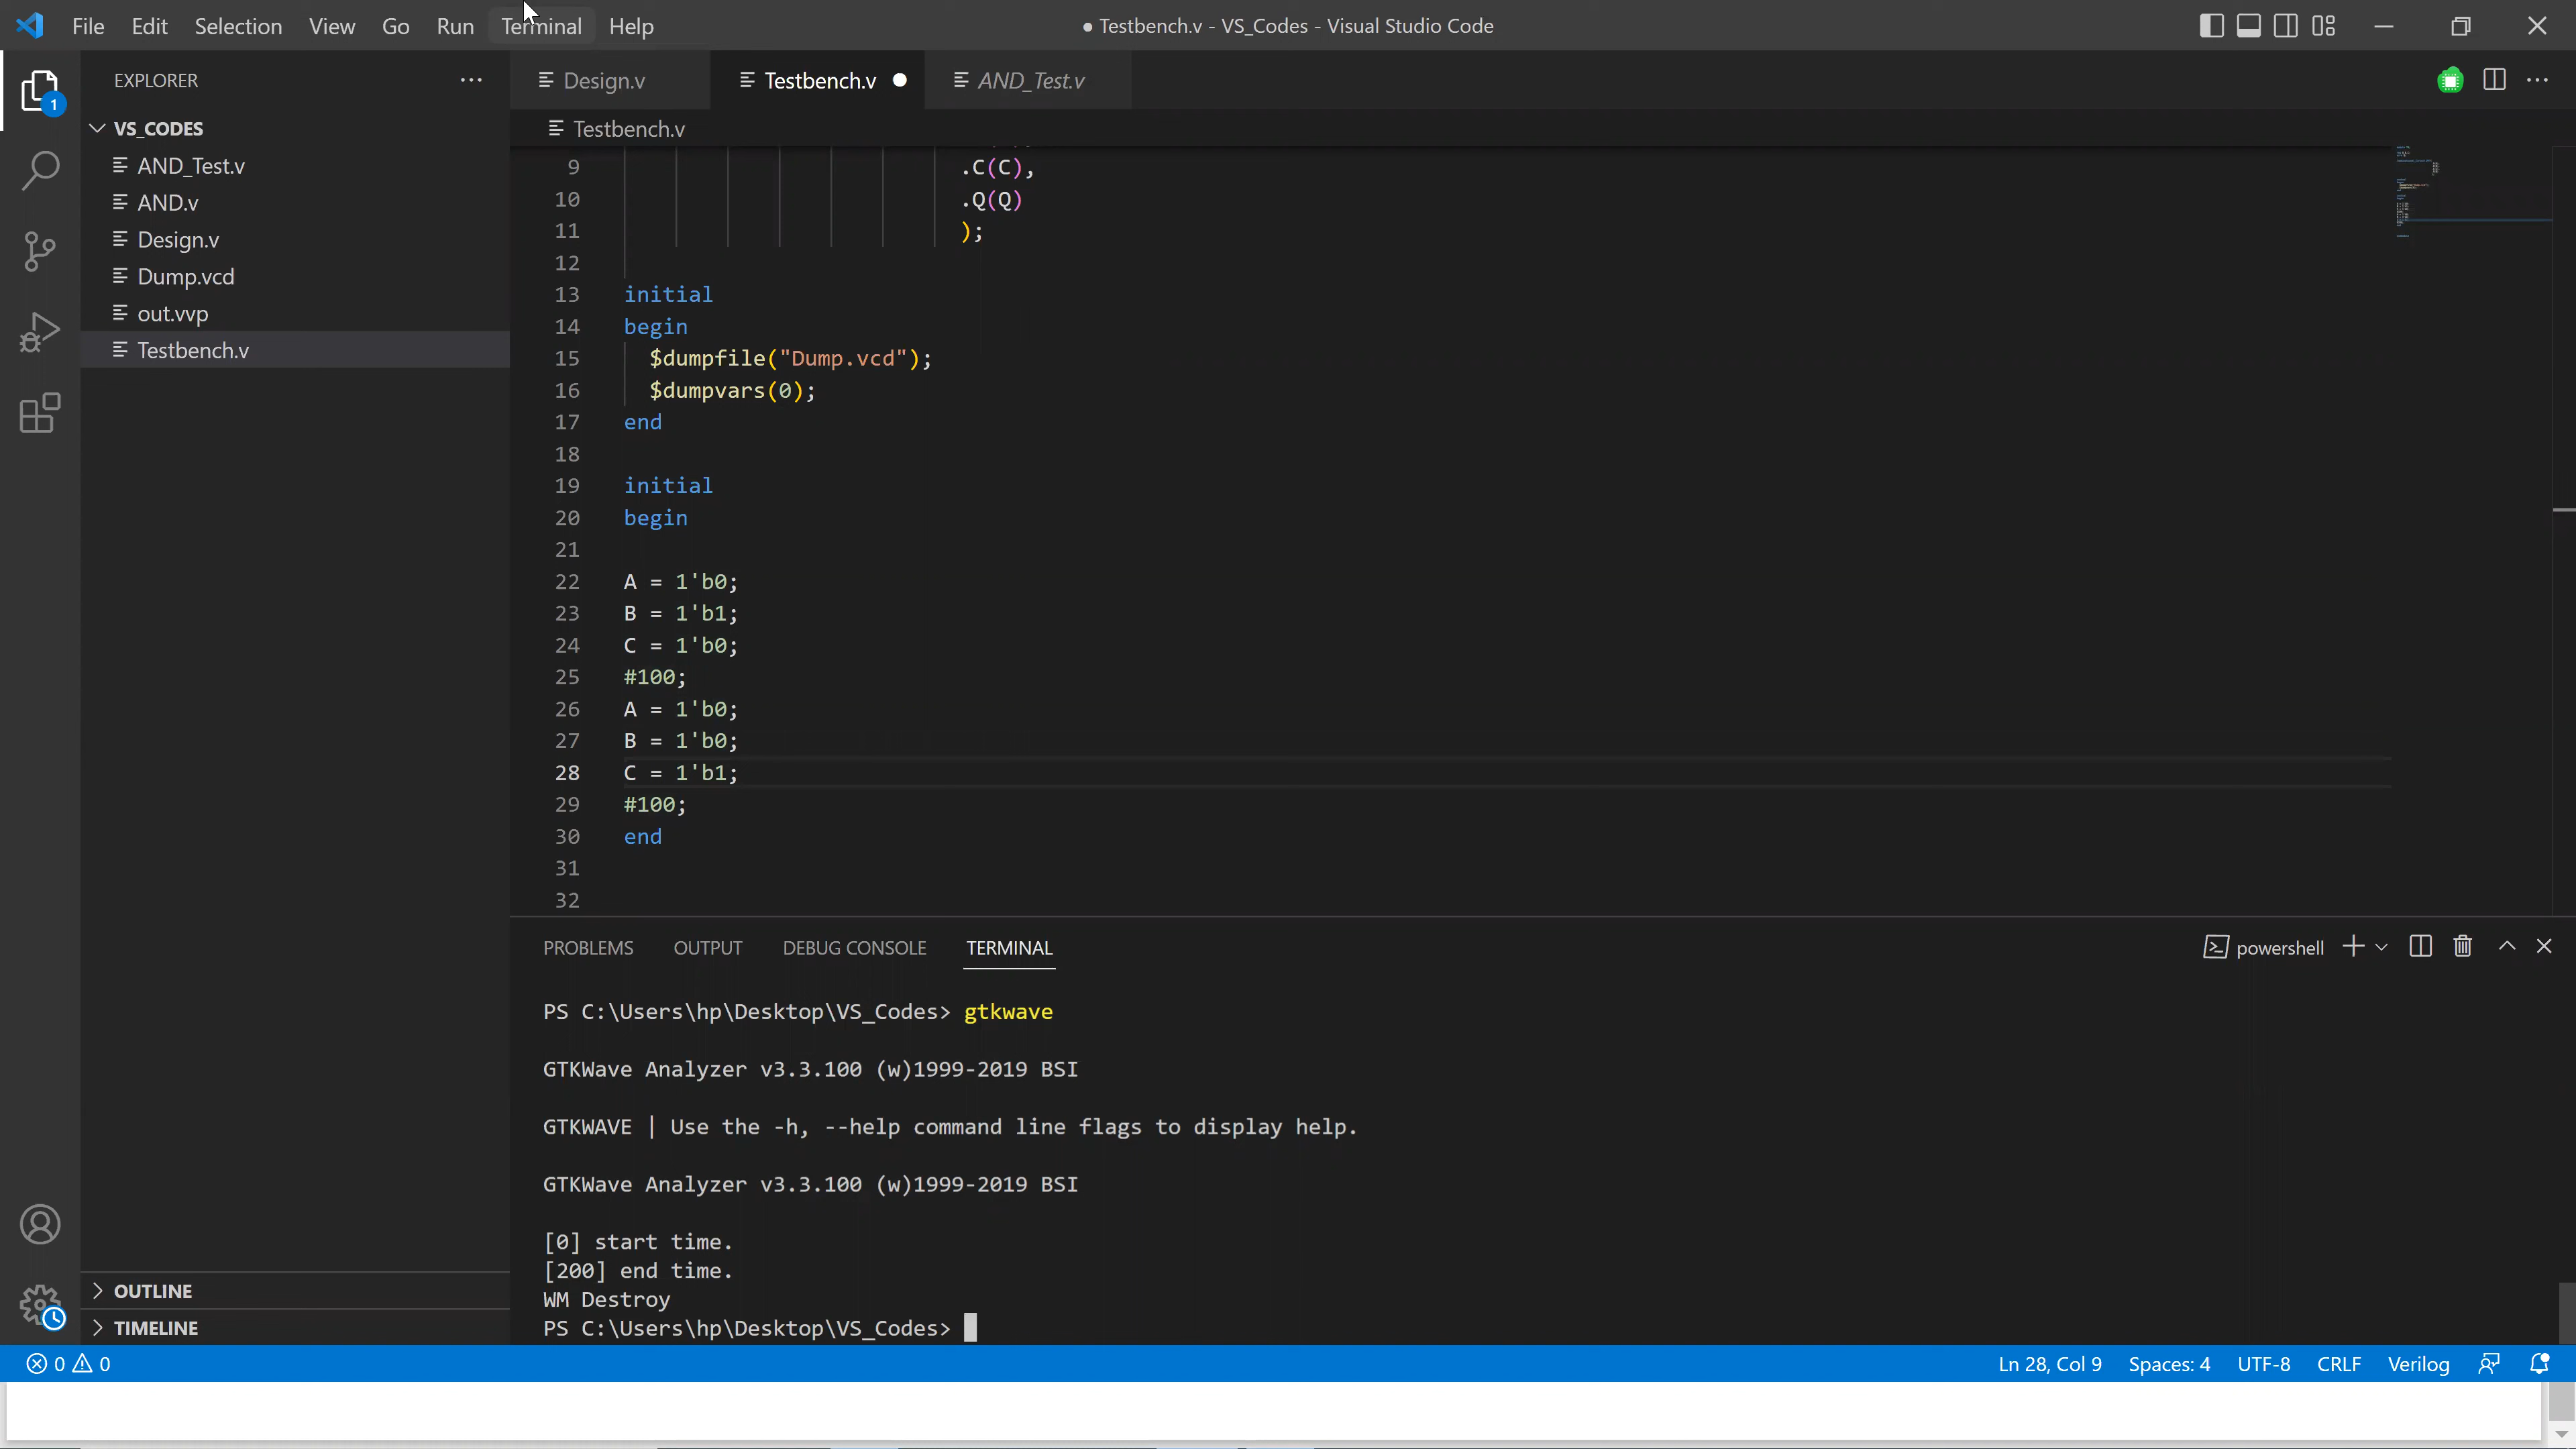 File Edit Selection View Go Run Terminal Help
● Testbench.v - VS_Codes - Visual Studio Code
EXPLORER
Design.v
Testbench.v
AND_Test.v
1
VS_CODES
AND_Test.v
AND.v
Design.v
Dump.vcd
out.vvp
Testbench.v
OUTLINE
TIMELINE
Testbench.v
9 .C(C),
10 .Q(Q)
11 );
12
13 initial
14 begin
15 $dumpfile("Dump.vcd");
16 $dumpvars(0);
17 end
18
19 initial
20 begin
21
22 A = 1'b0;
23 B = 1'b1;
24 C = 1'b0;
25 #100;
26 A = 1'b0;
27 B = 1'b0;
28 C = 1'b1;
29 #100;
30 end
31
32
PROBLEMS OUTPUT DEBUG CONSOLE TERMINAL
powershell
PS C:\Users\hp\Desktop\VS_Codes> gtkwave
GTKWave Analyzer v3.3.100 (w)1999-2019 BSI
GTKWAVE | Use the -h, --help command line flags to display help.
GTKWave Analyzer v3.3.100 (w)1999-2019 BSI
[0] start time.
[200] end time.
WM Destroy
PS C:\Users\hp\Desktop\VS_Codes>
0 0
Ln 28, Col 9 Spaces: 4 UTF-8 CRLF Verilog